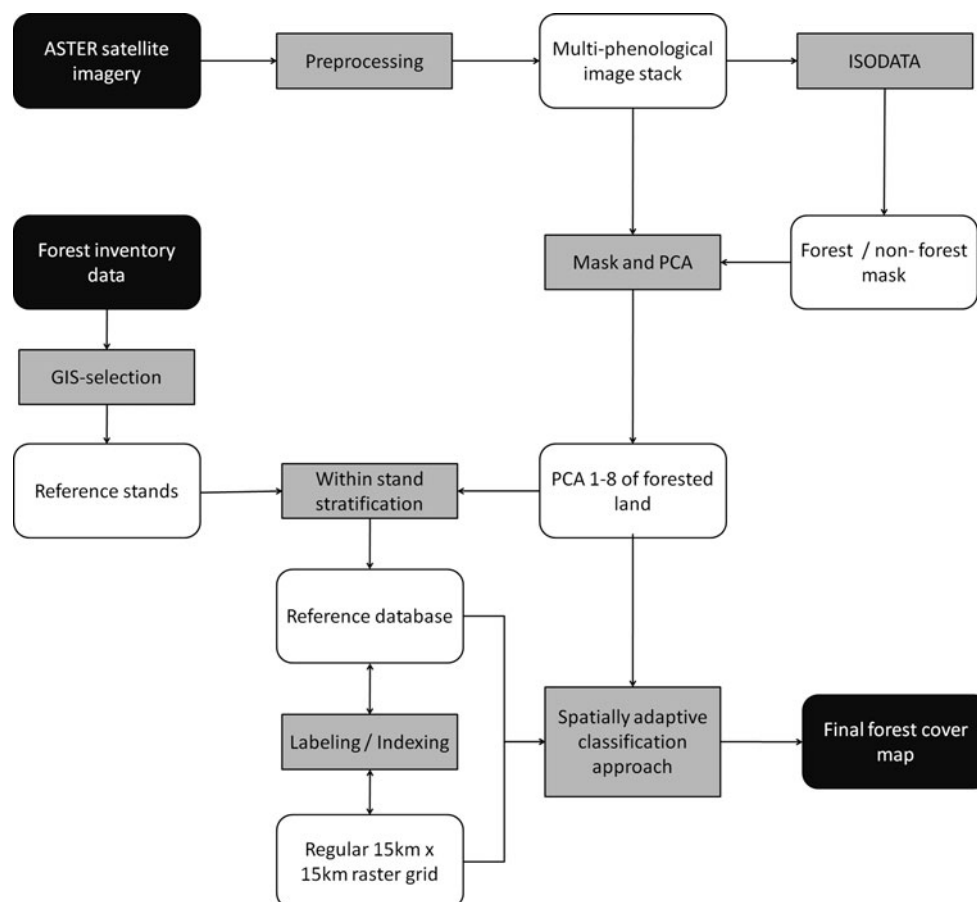 ASTER satellite
imagery
Preprocessing
Multi-phenological
image stack
ISODATA
Forest inventory
data
Mask and PCA
Forest / non- forest
mask
GIS-selection
Reference stands
Within stand
stratification
PCA 1-8 of forested
land
Reference database
Labeling / Indexing
Spatially adaptive
classification
approach
Final forest cover
map
Regular 15km x
15km raster grid